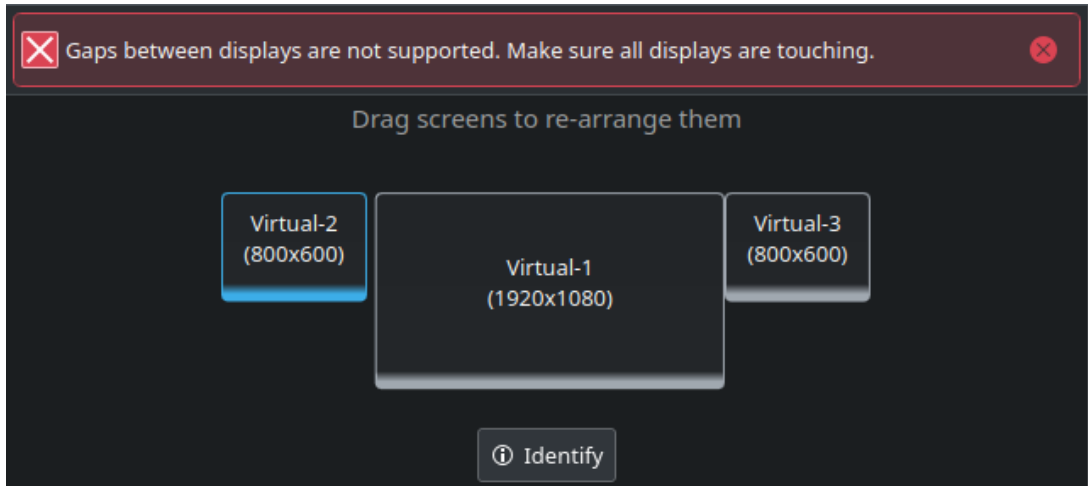 Gaps between displays are not supported. Make sure all displays are touching.
Drag screens to re-arrange them
Virtual-2
(800x600)
Virtual-1
(1920x1080)
Virtual-3
(800x600)
Identify